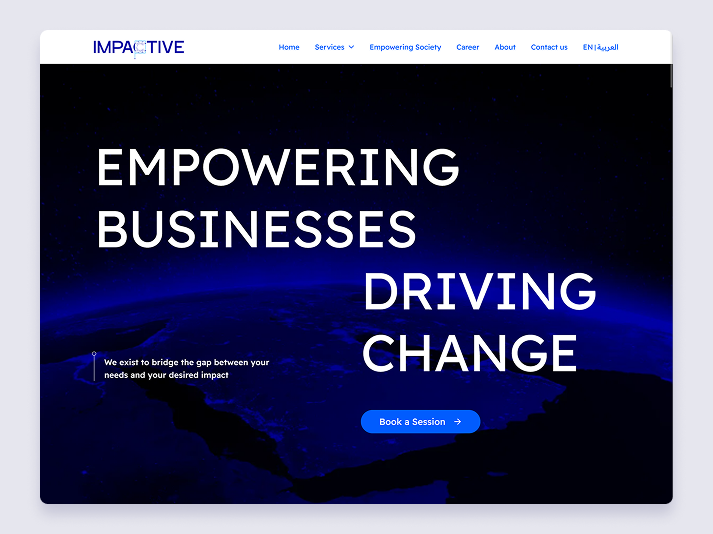 IMPACTIVE
Home Services Empowering Society Career About Contact us EN | العربية
EMPOWERING
BUSINESSES
DRIVING
CHANGE
We exist to bridge the gap between your
needs and your desired impact
Book a Session →